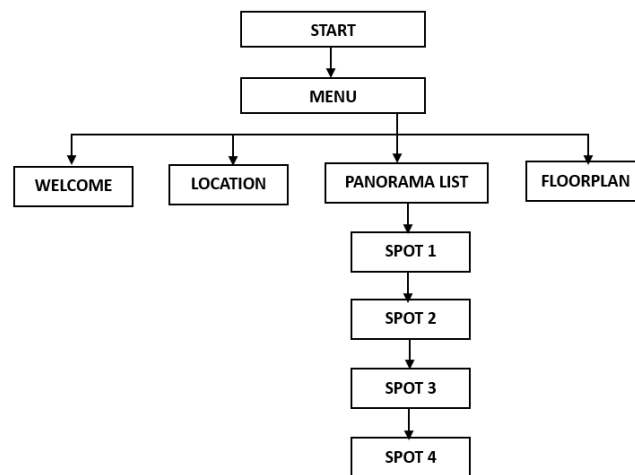 START
MENU
WELCOME
LOCATION
PANORAMA LIST
FLOORPLAN
SPOT 1
SPOT 2
SPOT 3
SPOT 4